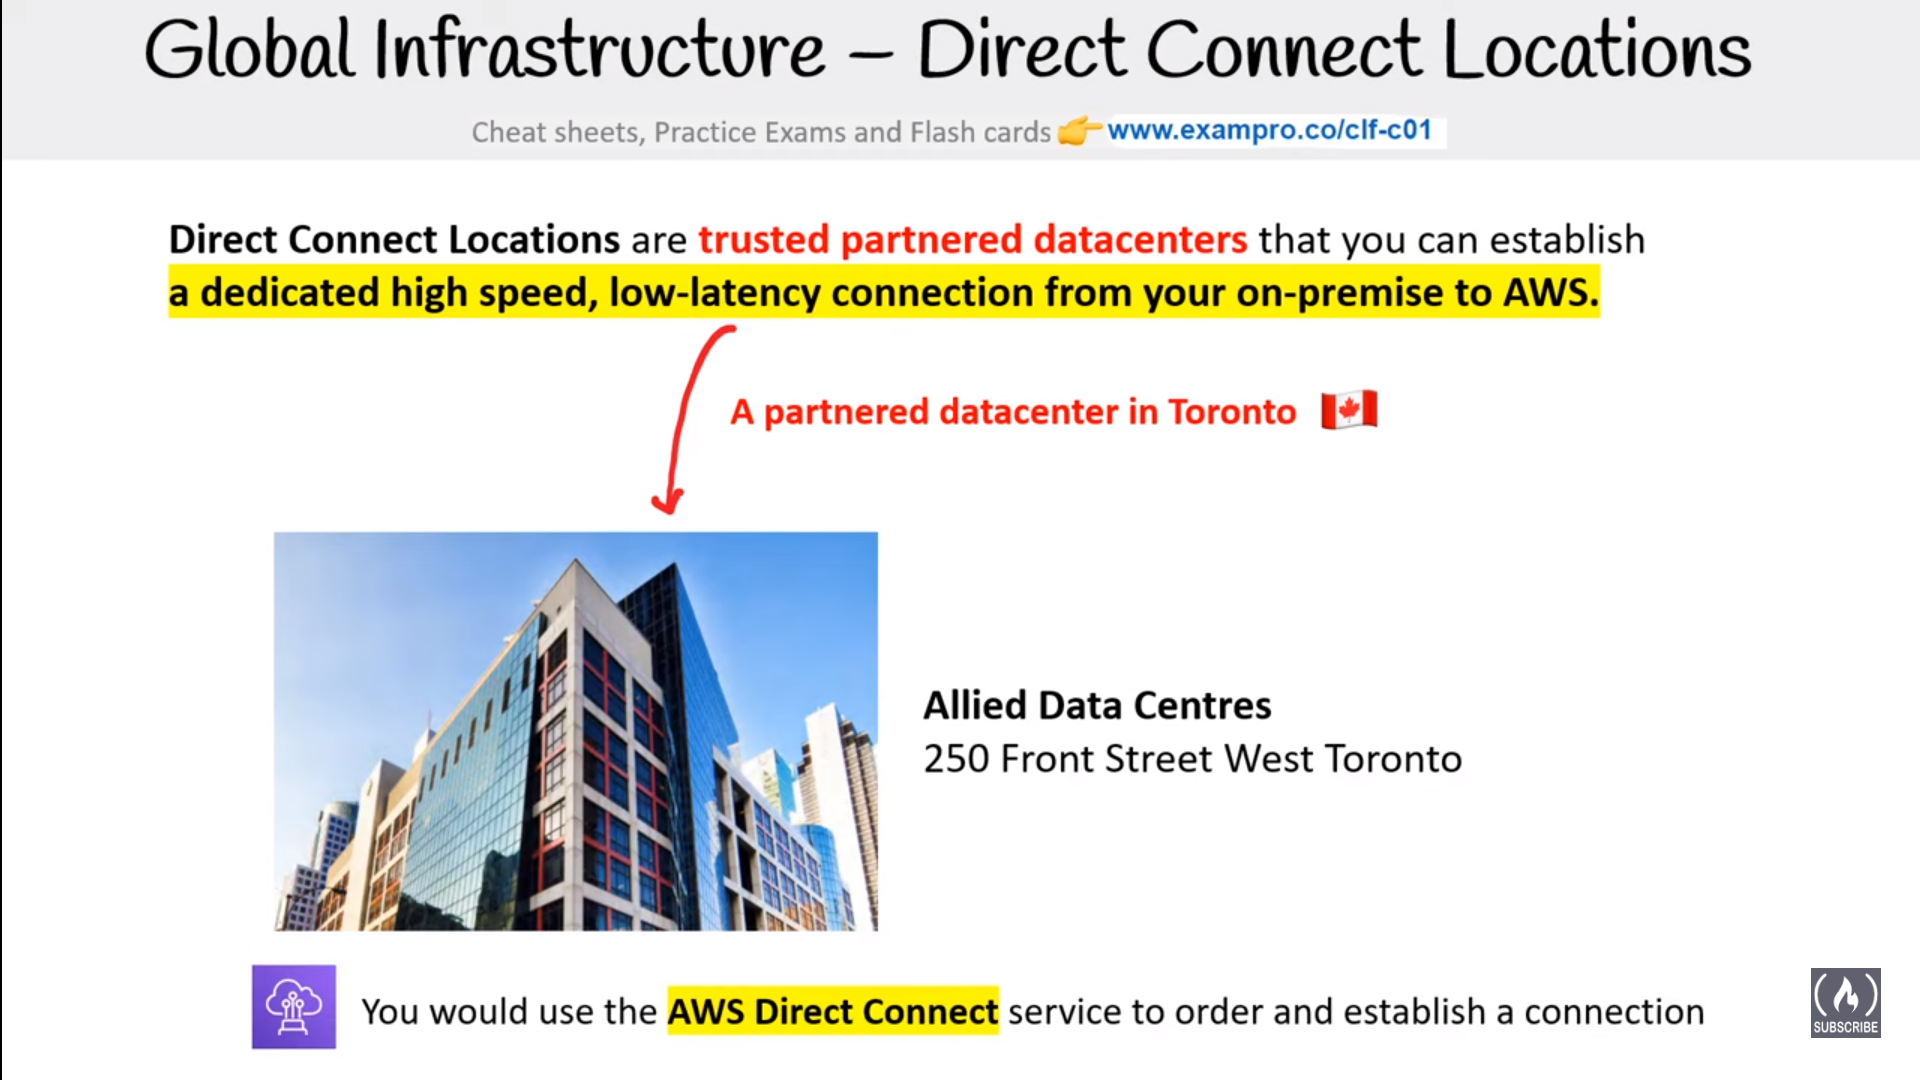 Global Infrastructure – Direct Connect Locations
Cheat sheets, Practice Exams and Flash cards 👉 www.exampro.co/clf-c01
Direct Connect Locations are trusted partnered datacenters that you can establish
a dedicated high speed, low-latency connection from your on-premise to AWS.
A partnered datacenter in Toronto 🇨🇦
Allied Data Centres
250 Front Street West Toronto
You would use the AWS Direct Connect service to order and establish a connection
SUBSCRIBE